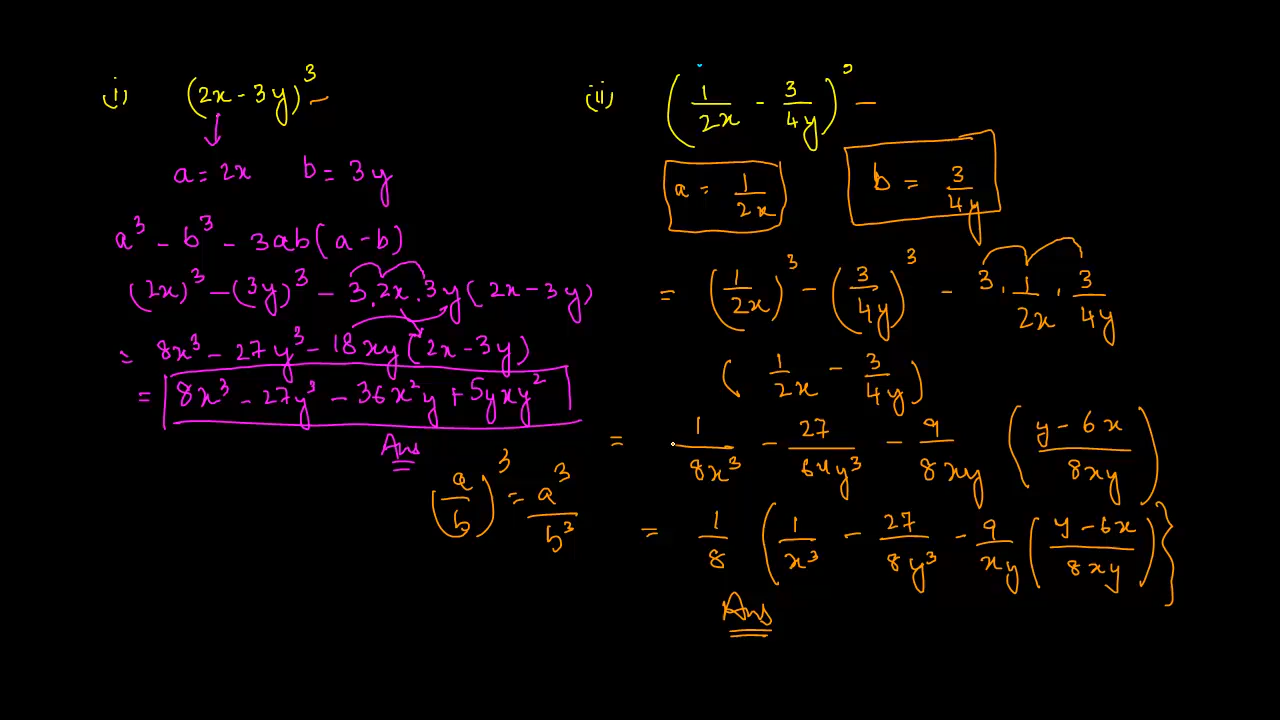 (i) (2x - 3y)³ -
a = 2x b = 3y
a³ - b³ - 3ab(a - b)
(2x)³ - (3y)³ - 3.2x.3y(2x - 3y)
= 8x³ - 27y³ - 18xy(2x - 3y)
= 8x³ - 27y³ - 36x²y + 5yxy²
Ans
(a/b)³ = a³/b³
(ii) (1/2x - 3/4y)³ -
a = 1/2x b = 3/4y
= (1/2x)³ - (3/4y)³ - 3.1/2x.3/4y
(1/2x - 3/4y)
= 1/8x³ - 27/64y³ - 9/8xy (y - 6x/8xy)
= 1/8 (1/x³ - 27/8y³ - 9/xy (y - 6x/8xy)}
Ans